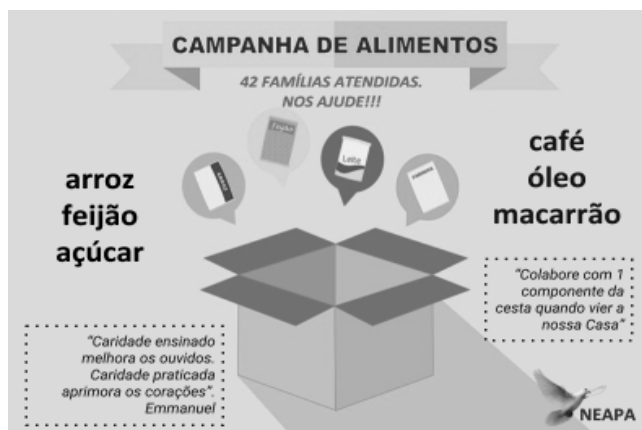 CAMPANHA DE ALIMENTOS
42 FAMÍLIAS ATENDIDAS.
NOS AJUDE!!!
Feijão
Leite
arroz
feijão
açúcar
café
óleo
macarrão
"Colabore com 1
componente da
cesta quando vier a
nossa Casa"
"Caridade ensinado
melhora os ouvidos.
Caridade praticada
aprimora os corações".
Emmanuel
NEAPA